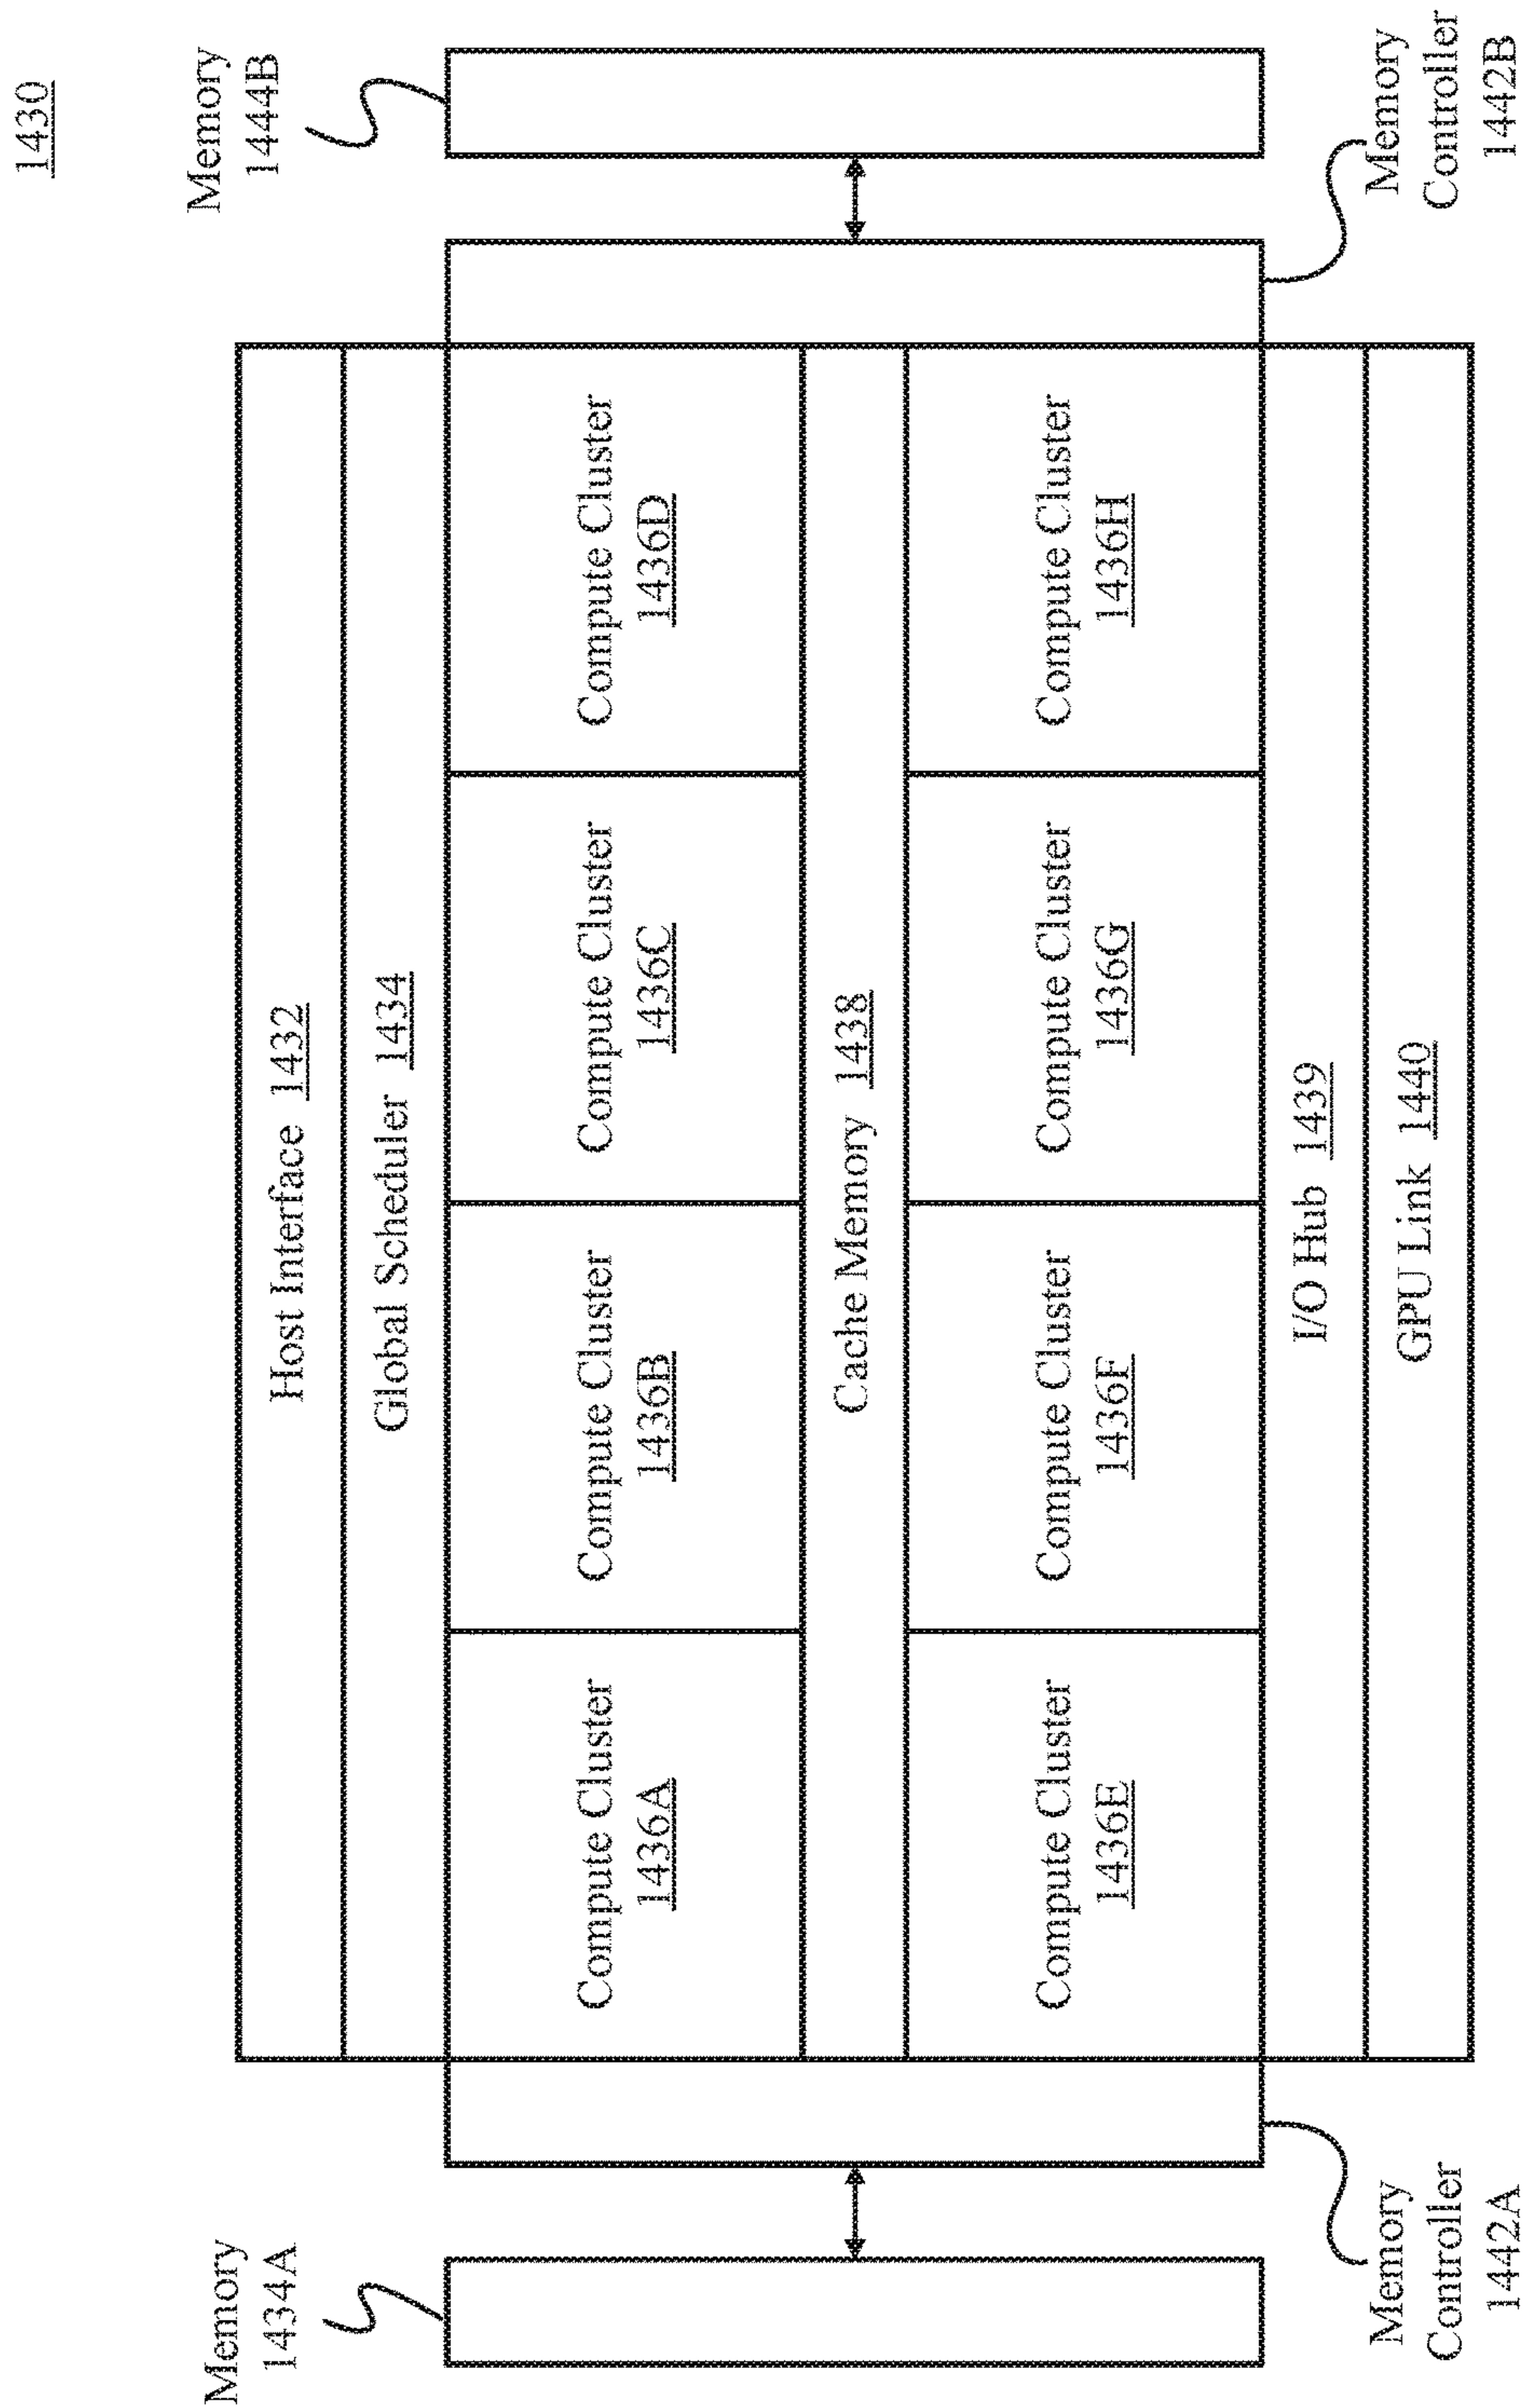 1430
Memory
1434A
Memory
1444B
Host Interface 1432
Global Scheduler 1434
Compute Cluster
1436A
Compute Cluster
1436B
Compute Cluster
1436C
Compute Cluster
1436D
Cache Memory 1438
Compute Cluster
1436E
Compute Cluster
1436F
Compute Cluster
1436G
Compute Cluster
1436H
I/O Hub 1439
GPU Link 1440
Memory
Controller
1442A
Memory
Controller
1442B